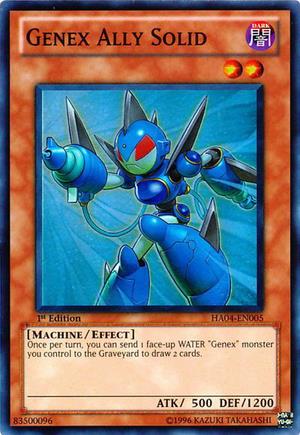 Genex Ally Solid
DARK
闇
1st Edition
HA04-EN005
[Machine/Effect]
Once per turn, you can send 1 face-up WATER "Genex" monster
you control to the Graveyard to draw 2 cards.
ATK/ 500 DEF/1200
83500096
©1996 KAZUKI TAKAHASHI